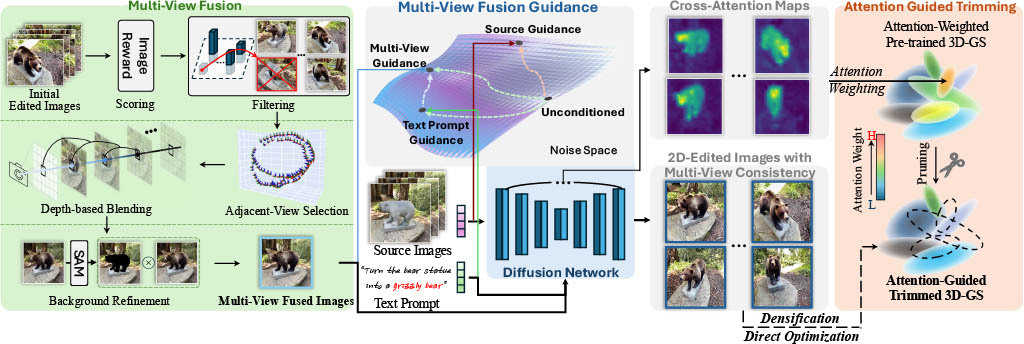 Multi-View Fusion
Initial
Edited Images
Image
Reward
Scoring
Filtering
Depth-based Blending
Adjacent-View Selection
SAM
Background Refinement
Multi-View Fused Images
Multi-View Fusion Guidance
Source Guidance
Multi-View
Guidance
Text Prompt
Guidance
Unconditioned
Noise Space
Source Images
"Turn the bear statue
into a grizzly bear"
Text Prompt
Diffusion Network
Cross-Attention Maps
2D-Edited Images with
Multi-View Consistency
Attention Guided Trimming
Attention-Weighted
Pre-trained 3D-GS
Attention
Weighting
Attention Weight
H
L
Pruning
Attention-Guided
Trimmed 3D-GS
Densification
Direct Optimization